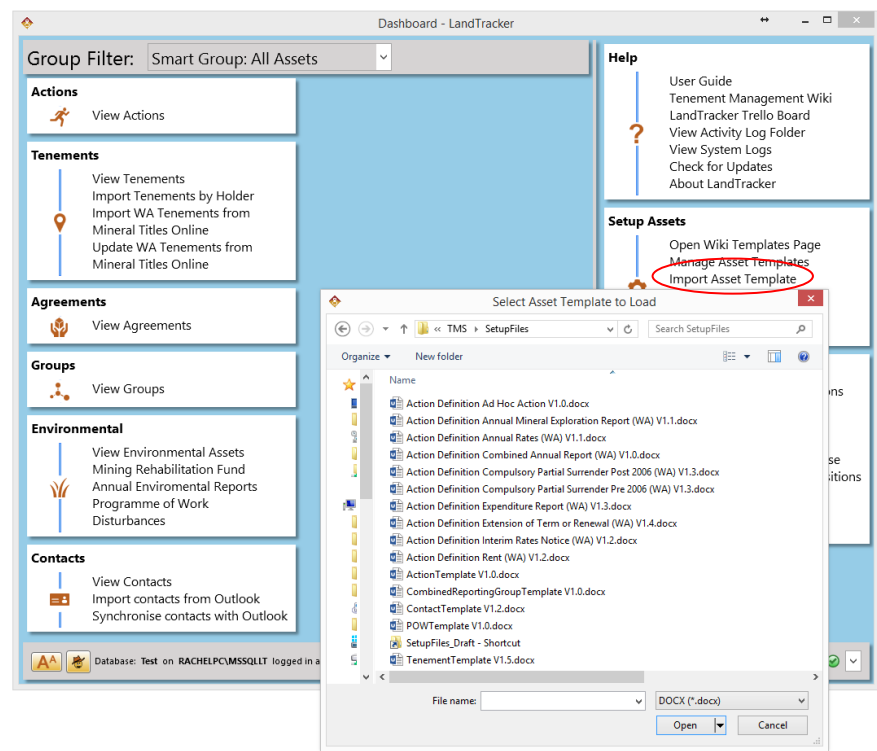 Dashboard - LandTracker
Group Filter: Smart Group: All Assets
Actions
View Actions
Tenements
View Tenements
Import Tenements by Holder
Import WA Tenements from
Mineral Titles Online
Update WA Tenements from
Mineral Titles Online
Agreements
View Agreements
Groups
View Groups
Environmental
View Environmental Assets
Mining Rehabilitation Fund
Annual Enviromental Reports
Programme of Work
Disturbances
Contacts
View Contacts
Import contacts from Outlook
Synchronise contacts with Outlook
Help
User Guide
Tenement Management Wiki
LandTracker Trello Board
View Activity Log Folder
View System Logs
Check for Updates
About LandTracker
Setup Assets
Open Wiki Templates Page
Manage Asset Templates
Import Asset Template
Select Asset Template to Load
« TMS SetupFiles Search SetupFiles
Organize New folder
Name
Action Definition Ad Hoc Action V1.0.docx
Action Definition Annual Mineral Exploration Report (WA) V1.1.docx
Action Definition Annual Rates (WA) V1.1.docx
Action Definition Combined Annual Report (WA) V1.0.docx
Action Definition Compulsory Partial Surrender Post 2006 (WA) V1.3.docx
Action Definition Compulsory Partial Surrender Pre 2006 (WA) V1.3.docx
Action Definition Expenditure Report (WA) V1.3.docx
Action Definition Extension of Term or Renewal (WA) V1.4.docx
Action Definition Interim Rates Notice (WA) V1.2.docx
Action Definition Rent (WA) V1.2.docx
ActionTemplate V1.0.docx
CombinedReportingGroupTemplate V1.0.docx
ContactTemplate V1.2.docx
POWTemplate V1.0.docx
SetupFiles_Draft - Shortcut
TenementTemplate V1.5.docx
File name: DOCX (*.docx)
Open Cancel
ons
se
sitions
AA Database: Test on RACHELPC\MSSQLLT logged in a